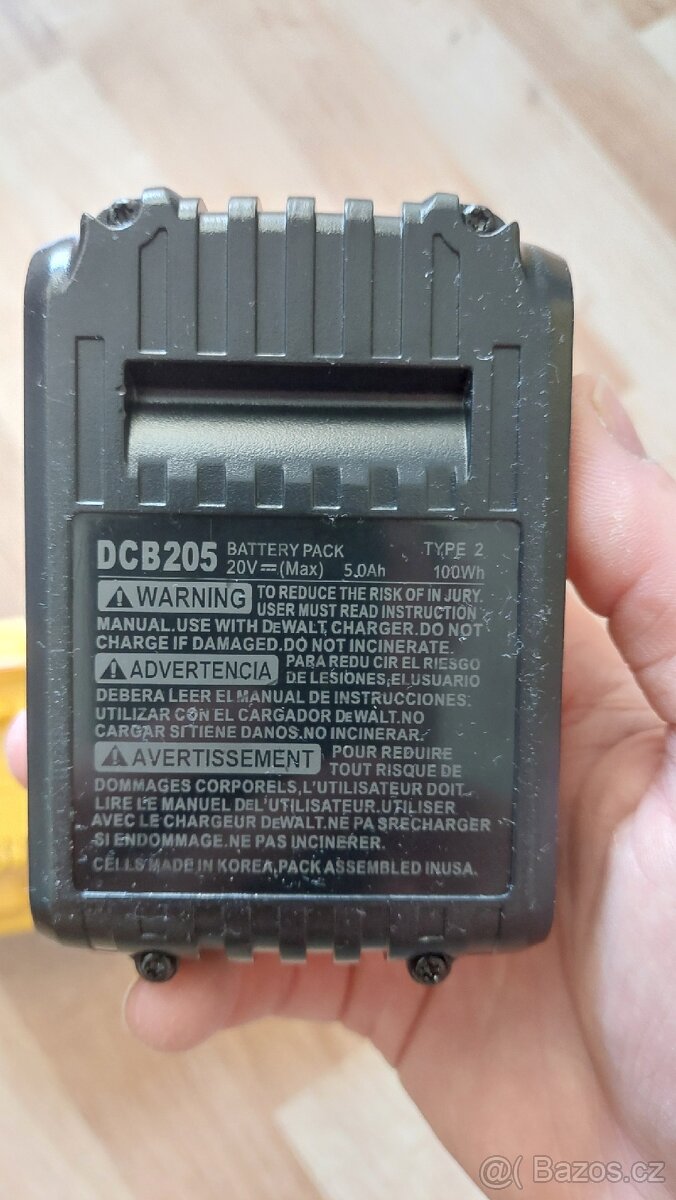 DCB205 BATTERY PACK TYPE 2
20V⎓(Max) 5.0Ah 100Wh
⚠WARNING TO REDUCE THE RISK OF IN JURY.
USER MUST READ INSTRUCTION
MANUAL.USE WITH DEWALT CHARGER.DO NOT
CHARGE IF DAMAGED.DO NOT INCINERATE.
⚠ADVERTENCIA PARA REDU CIR EL RIESGO
DE LESIONES,ELUSUARIO
DEBERA LEER EL MANUAL DE INSTRUCCIONES:
UTILIZAR CON EL CARGADOR DEWALT.NO
CARGAR SI TIENE DANOS.NO INCINERAR.
⚠AVERTISSEMENT POUR REDUIRE
TOUT RISQUE DE
DOMMAGES CORPORELS,L'UTILISATEUR DOIT
LIRE LE MANUEL DEL'UTILISATEUR.UTILISER
AVEC LE CHARGEUR DEWALT.NE PA SRECHARGER
SI ENDOMMAGE.NE PAS INCINERER.
CELLS MADE IN KOREA,PACK ASSEMBLED INUSA.
@( Bazos.cz